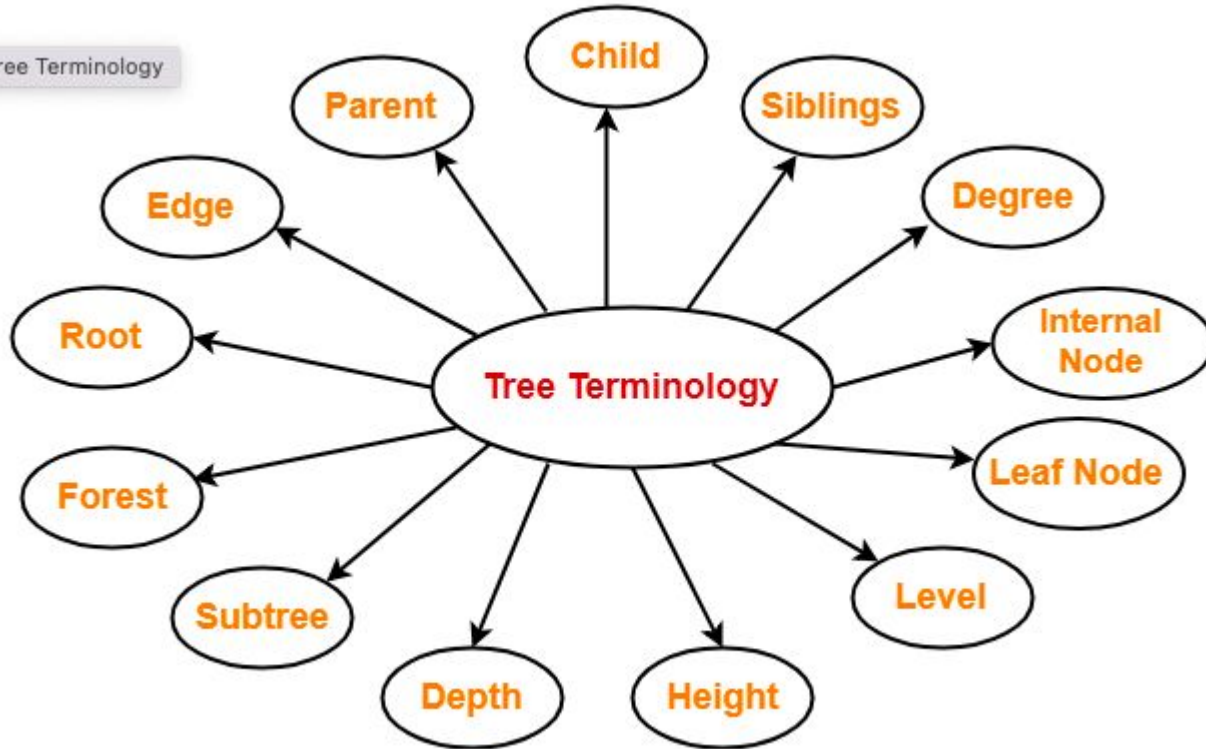 ree Terminology
Child
Parent
Siblings
Edge
Degree
Root
Internal
Node
Tree Terminology
Forest
Leaf Node
Subtree
Level
Depth
Height